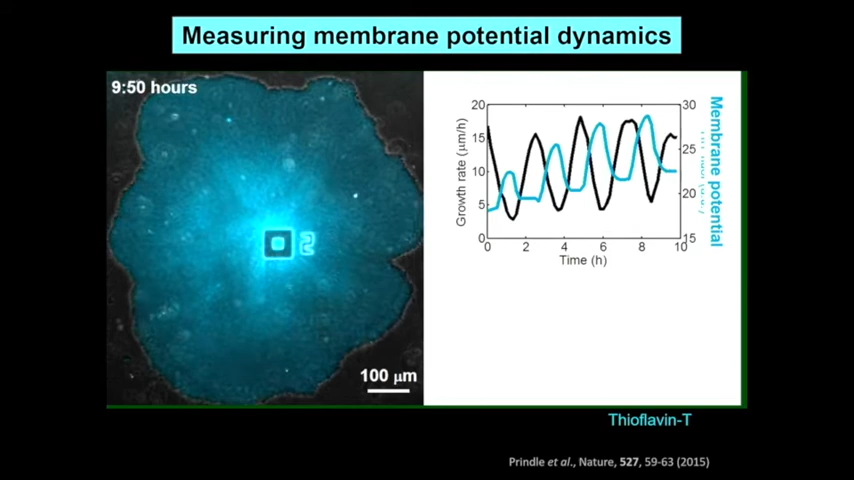 Measuring membrane potential dynamics
9:50 hours
100 μm
Growth rate (μm/h)
20
15
10
5
0
0 2 4 6 8 10
Time (h)
30
25
20
15
Membrane potential
Thioflavin-T
Prindle et al., Nature, 527, 59-63 (2015)